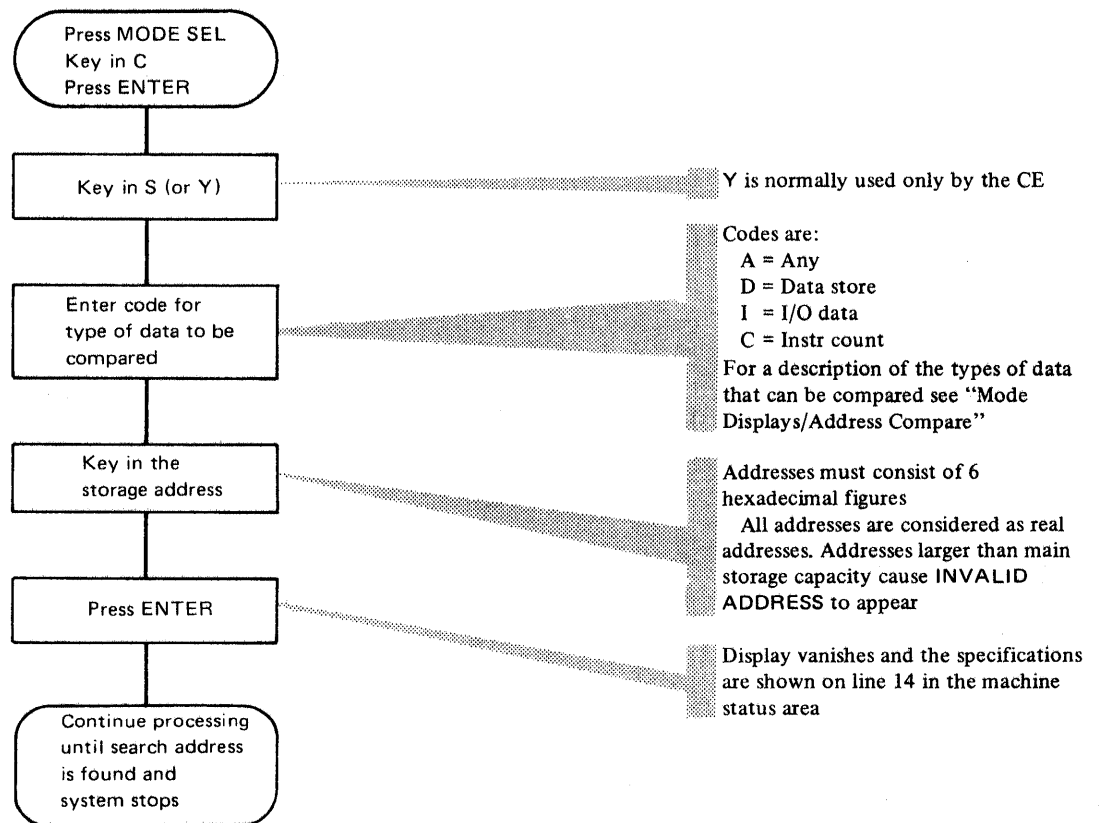 Press MODE SEL
Key in C
Press ENTER
Key in S (or Y)
Y is normally used only by the CE
Enter code for
type of data to be
compared
Codes are:
A = Any
D = Data store
I = I/O data
C = Instr count
For a description of the types of data
that can be compared see “Mode
Displays/Address Compare”
Key in the
storage address
Addresses must consist of 6
hexadecimal figures
All addresses are considered as real
addresses. Addresses larger than main
storage capacity cause INVALID
ADDRESS to appear
Press ENTER
Display vanishes and the specifications
are shown on line 14 in the machine
status area
Continue processing
until search address
is found and
system stops